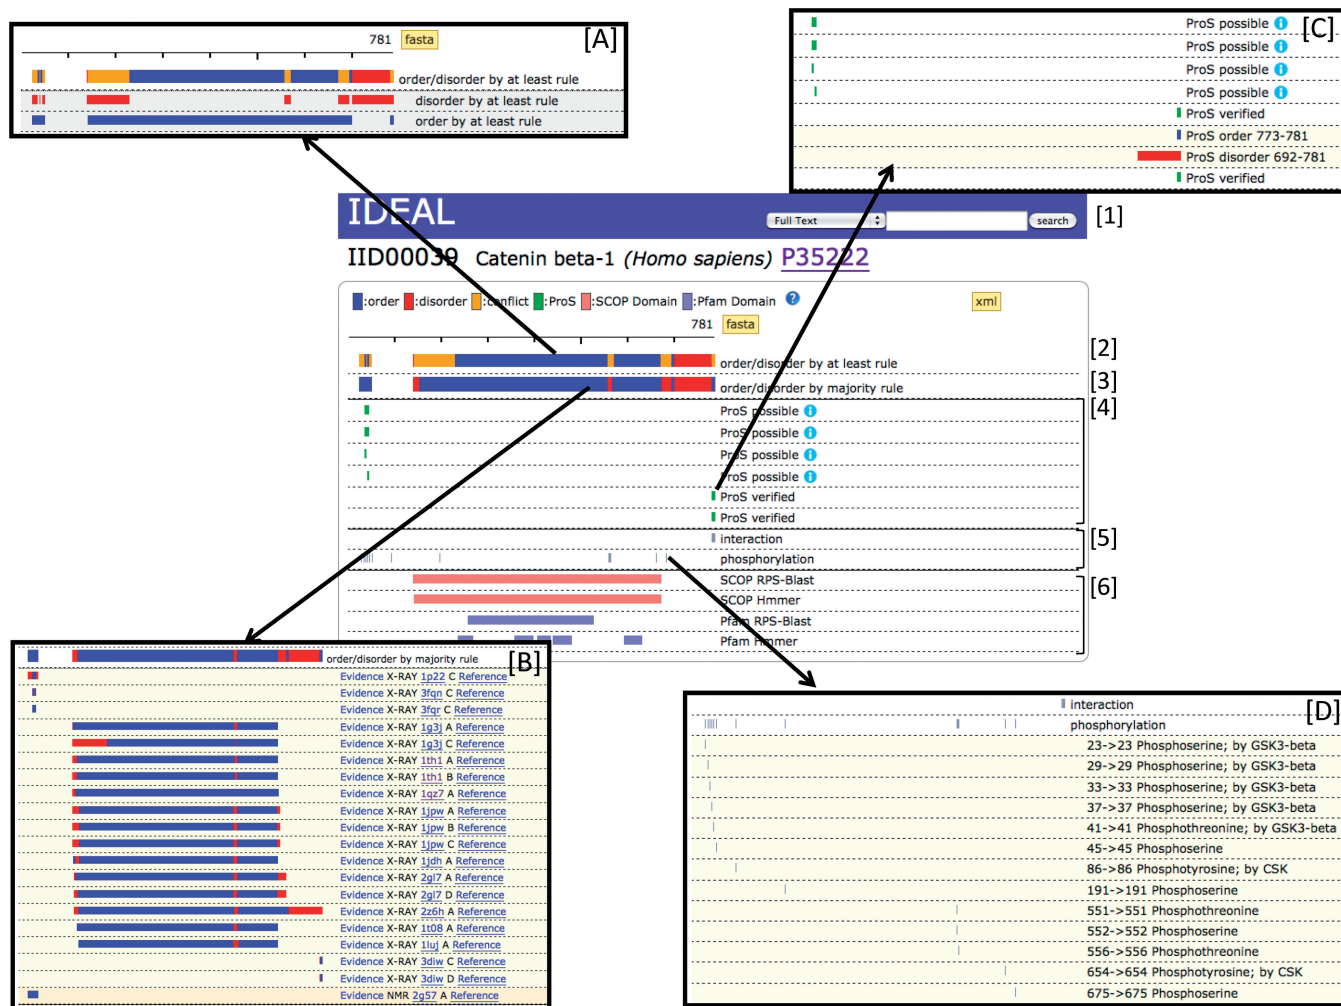 781 fasta [A]
order/disorder by at least rule
disorder by at least rule
order by at least rule
[C]
ProS possible i
ProS possible i
ProS possible i
ProS possible i
ProS verified
ProS order 773-781
ProS disorder 692-781
ProS verified
IDEAL Full Text search [1]
IID00039 Catenin beta-1 (Homo sapiens) P35222
:order :disorder :conflict :ProS :SCOP Domain :Pfam Domain ? xml
781 fasta
order/disorder by at least rule [2]
order/disorder by majority rule [3]
ProS possible i [4]
ProS possible i
ProS possible i
ProS possible i
ProS verified
ProS verified
interaction [5]
phosphorylation
SCOP RPS-Blast [6]
SCOP Hmmer
Pfam RPS-Blast
Pfam Hmmer
order/disorder by majority rule [B]
Evidence X-RAY 1p22 C Reference
Evidence X-RAY 3fqn C Reference
Evidence X-RAY 3fqr C Reference
Evidence X-RAY 1g3j A Reference
Evidence X-RAY 1g3j C Reference
Evidence X-RAY 1th1 A Reference
Evidence X-RAY 1th1 B Reference
Evidence X-RAY 1qz7 A Reference
Evidence X-RAY 1jpw A Reference
Evidence X-RAY 1jpw B Reference
Evidence X-RAY 1jpw C Reference
Evidence X-RAY 1jdh A Reference
Evidence X-RAY 2gl7 A Reference
Evidence X-RAY 2gl7 D Reference
Evidence X-RAY 2z6h A Reference
Evidence X-RAY 1t08 A Reference
Evidence X-RAY 1luj A Reference
Evidence X-RAY 3diw C Reference
Evidence X-RAY 3diw D Reference
Evidence NMR 2g57 A Reference
interaction [D]
phosphorylation
23->23 Phosphoserine; by GSK3-beta
29->29 Phosphoserine; by GSK3-beta
33->33 Phosphoserine; by GSK3-beta
37->37 Phosphoserine; by GSK3-beta
41->41 Phosphothreonine; by GSK3-beta
45->45 Phosphoserine
86->86 Phosphotyrosine; by CSK
191->191 Phosphoserine
551->551 Phosphothreonine
552->552 Phosphoserine
556->556 Phosphothreonine
654->654 Phosphotyrosine; by CSK
675->675 Phosphoserine